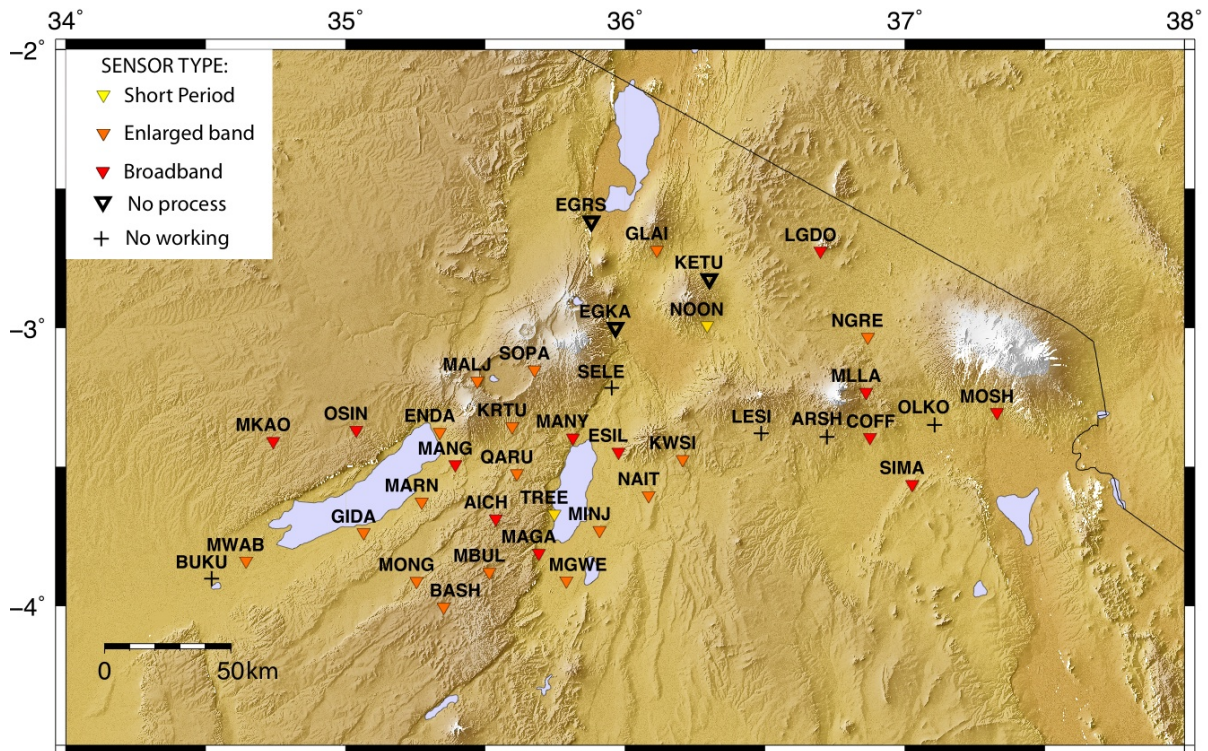 34° 35° 36° 37° 38°
−2°
SENSOR TYPE:
Short Period
Enlarged band
Broadband
No process
No working
EGRS
GLAI
LGDO
KETU
−3°
EGKA
NOON
NGRE
SOPA
MALJ
SELE
MLLA
MOSH
MKAO
OSIN
ENDA
KRTU
MANY
LESI
ARSH
COFF
OLKO
MANG
QARU
ESIL
KWSI
SIMA
MARN
NAIT
AICH
TREE
GIDA
MINJ
MAGA
MWAB
BUKU
MONG
MBUL
MGWE
BASH
−4°
0 50km